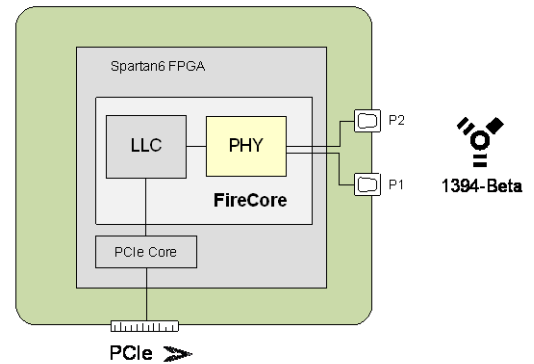 Spartan6 FPGA
LLC
PHY
FireCore
PCIe Core
P2
P1
1394-Beta
PCIe